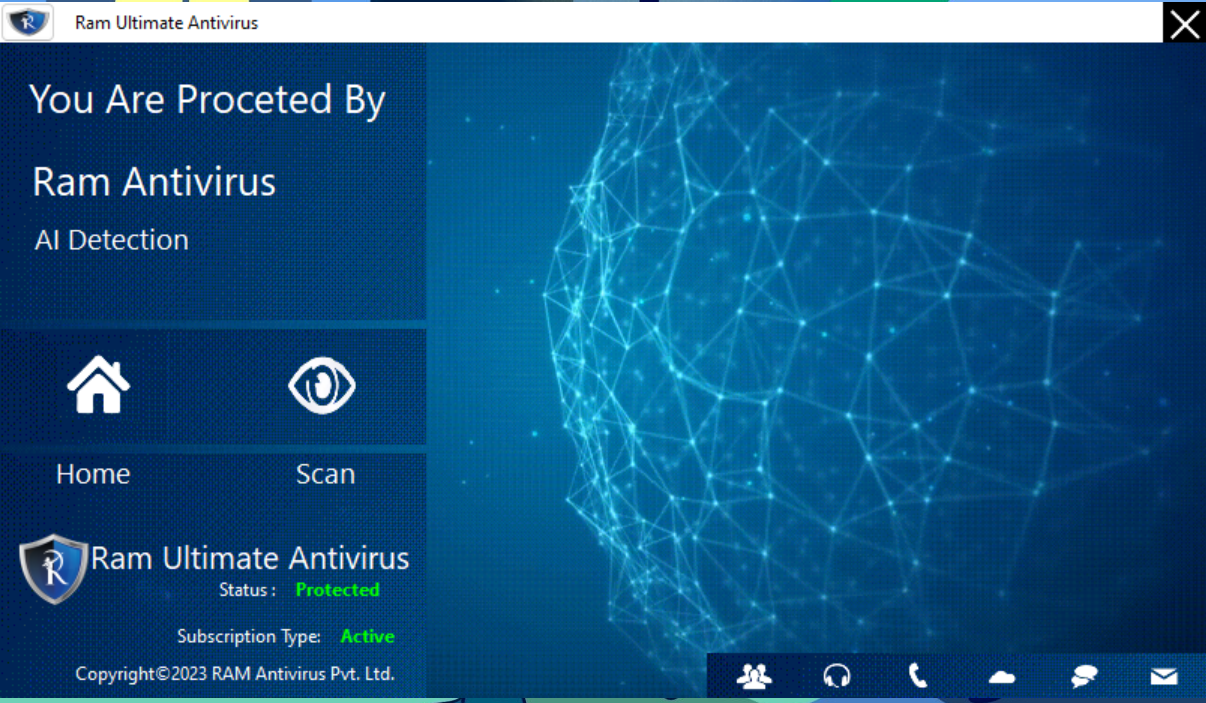 Ram Ultimate Antivirus
You Are Proceted By
Ram Antivirus
AI Detection
Home
Scan
Ram Ultimate Antivirus
Status : Protected
Subscription Type: Active
Copyright©2023 RAM Antivirus Pvt. Ltd.